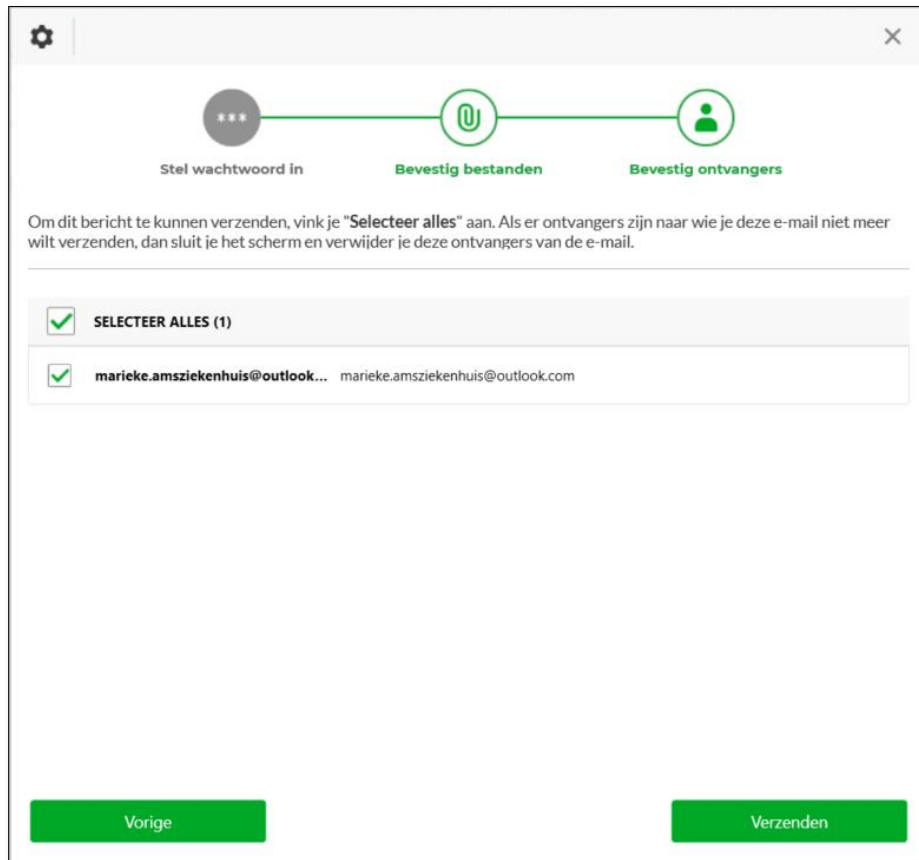 ***
Stel wachtwoord in
Bevestig bestanden
Bevestig ontvangers
Om dit bericht te kunnen verzenden, vink je "Selecteer alles" aan. Als er ontvangers zijn naar wie je deze e-mail niet meer
wilt verzenden, dan sluit je het scherm en verwijder je deze ontvangers van de e-mail.
SELECTEER ALLES (1)
marieke.amsziekenhuis@outlook... marieke.amsziekenhuis@outlook.com
Vorige
Verzenden